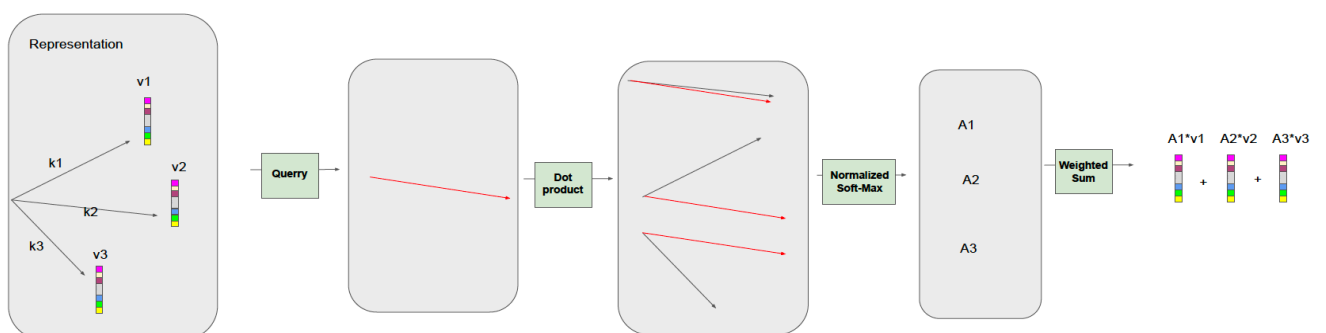 Representation
v1
k1
v2
k2
k3
v3
Querry
Dot
product
Normalized
Soft-Max
A1
A2
A3
Weighted
Sum
A1*v1 A2*v2 A3*v3
+ +